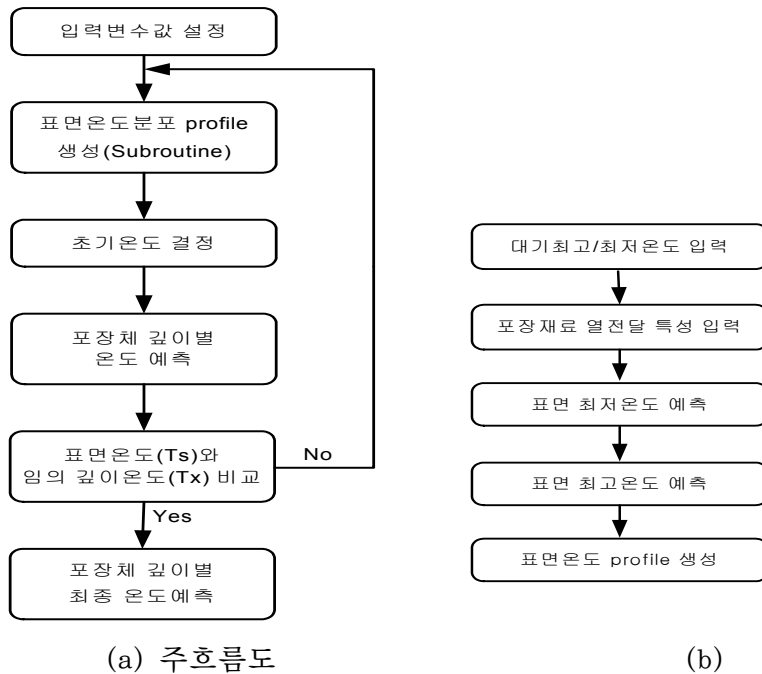 입력변수값 설정
표면온도분포 profile
생성(Subroutine)
초기온도 결정
포장체 깊이별
온도 예측
표면온도(Ts)와
임의 깊이온도(Tx) 비교
No
Yes
포장체 깊이별
최종 온도예측
(a) 주흐름도
대기최고/최저온도 입력
포장재료 열전달 특성 입력
표면 최저온도 예측
표면 최고온도 예측
표면온도 profile 생성
(b)